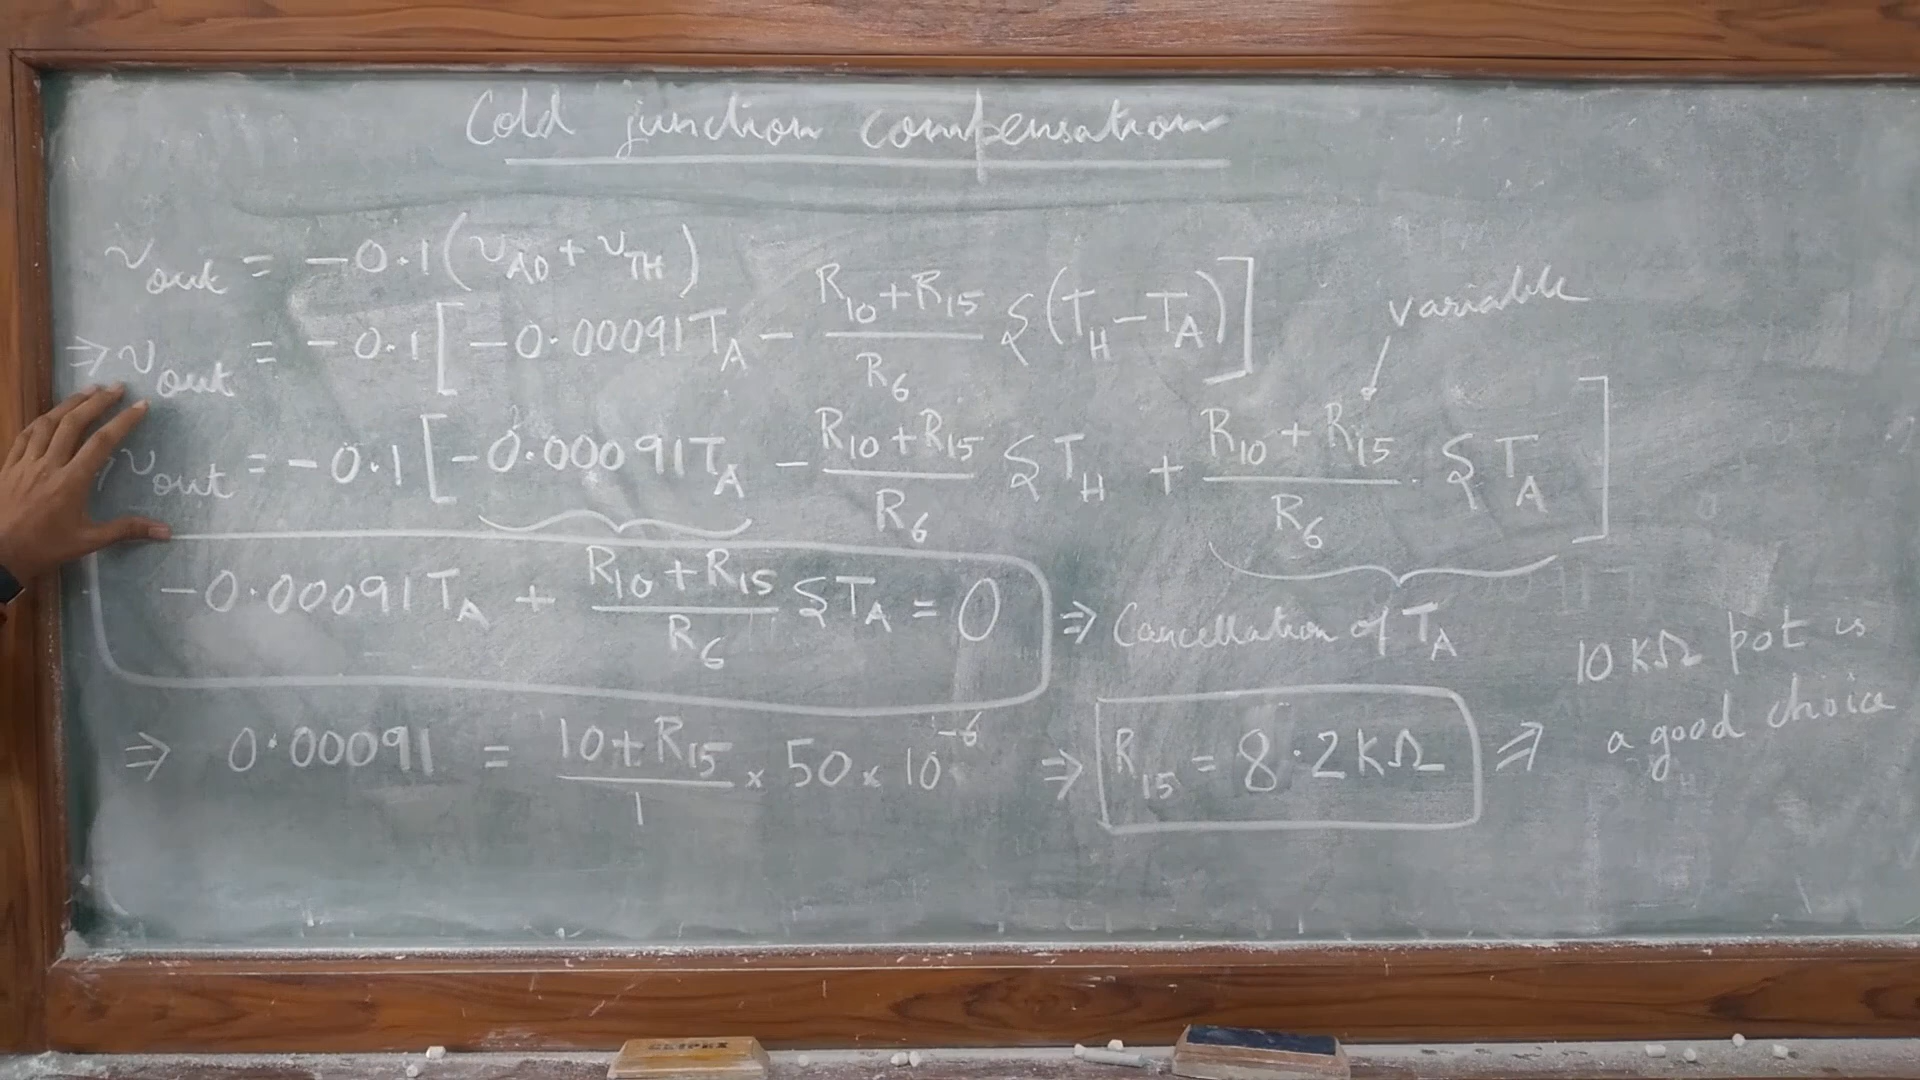 Cold junction compensation
v_out = -0.1 (v_AD + v_TH)
⇒ v_out = -0.1 [ -0.00091 T_A - (R_10 + R_15)/R_6 ξ (T_H - T_A) ]
variable
⇒ v_out = -0.1 [ -0.00091 T_A - (R_10 + R_15)/R_6 ξ T_H + (R_10 + R_15)/R_6 . ξ T_A ]
-0.00091 T_A + (R_10 + R_15)/R_6 ξ T_A = 0 ⇒ Cancellation of T_A
⇒ 0.00091 = (10 + R_15)/1 × 50 × 10^-6 ⇒ R_15 = 8.2 KΩ ⇒
10 KΩ pot is
a good choice